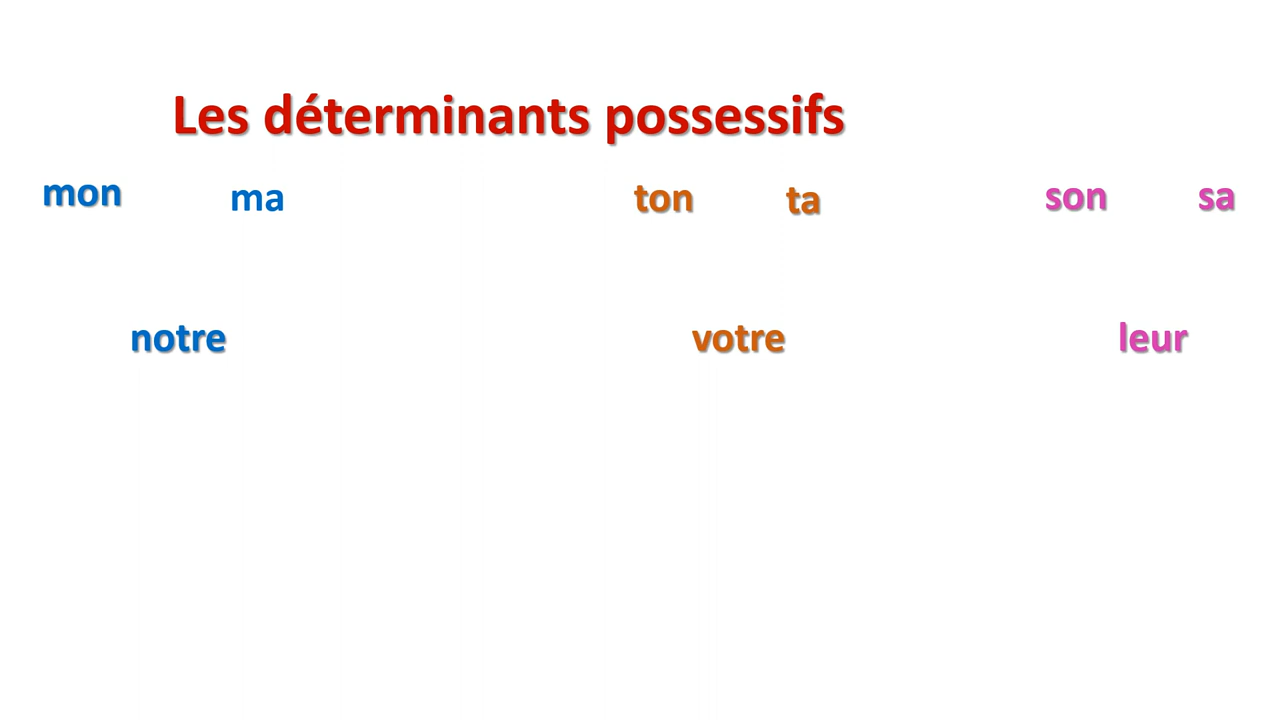 Les déterminants possessifs
mon ma ton ta son sa
notre votre leur